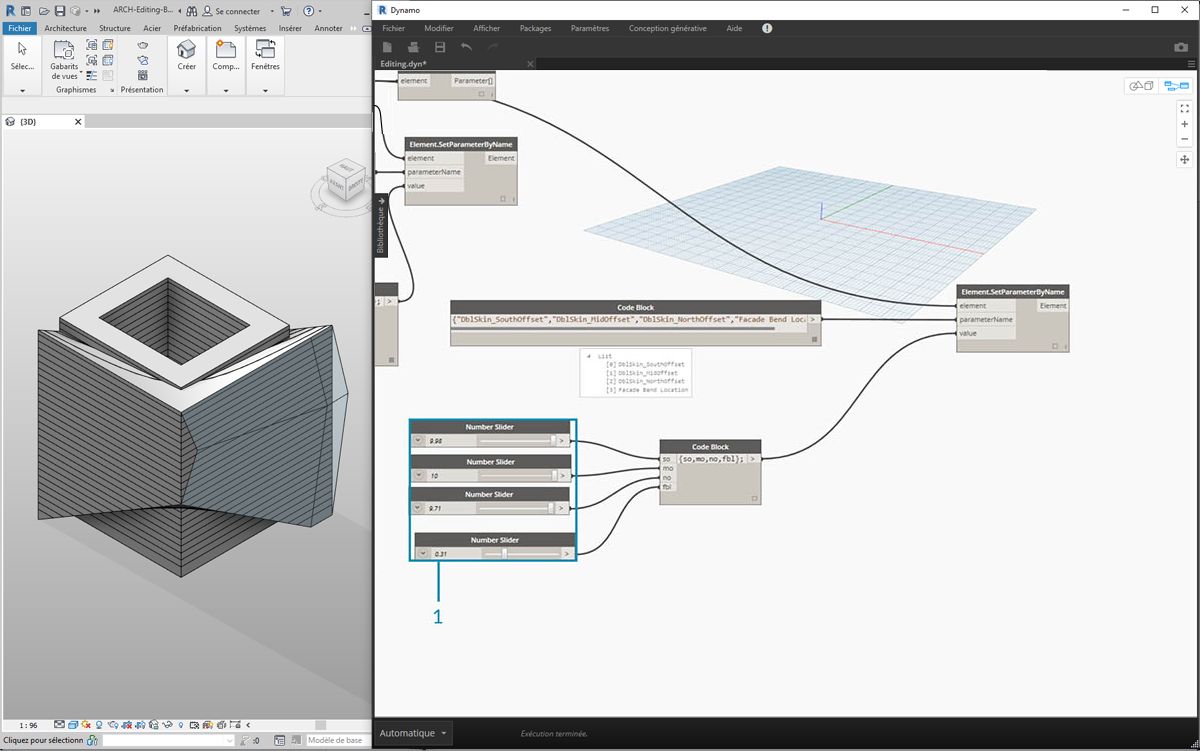 ARCH-Editing-B...
Se connecter
Fichier
Architecture
Structure
Acier
Préfabrication
Systèmes
Insérer
Annoter
Sélec...
Gabarits
de vues
Créer
Comp...
Fenêtres
Graphismes
Présentation
{3D}
HAUT
AVANT
DROITE
1 : 96
Cliquez pour sélectionn
:0
Modèle de base
Dynamo
Fichier
Modifier
Afficher
Packages
Paramètres
Conception générative
Aide
Editing.dyn*
element
Parameter[]
Element.SetParameterByName
element
Element
parameterName
value
Bibliothèque
Code Block
{"DblSkin_SouthOffset","DblSkin_MidOffset","DblSkin_NorthOffset","Facade Bend Loc
>
List
[0] DblSkin_SouthOffset
[1] DblSkin_MidOffset
[2] DblSkin_NorthOffset
[3] Facade Bend Location
Element.SetParameterByName
element
Element
parameterName
value
Number Slider
9.98
>
Number Slider
10
>
Number Slider
9.71
>
Number Slider
0.31
>
Code Block
so
{so,mo,no,fbl};
>
mo
no
fbl
1
Automatique
Exécution terminée.